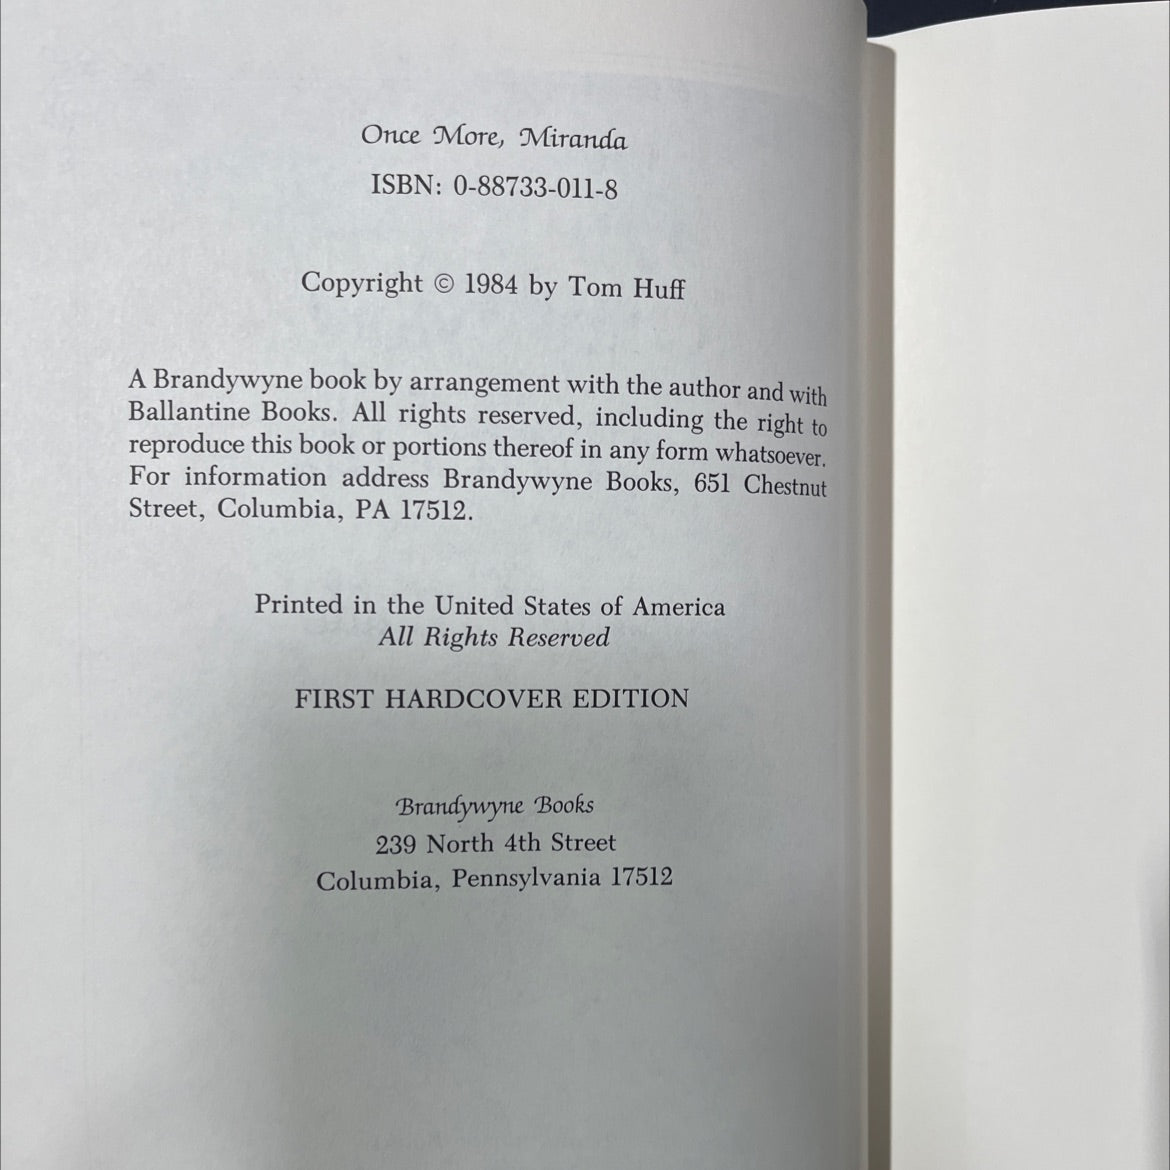 Once More, Miranda
ISBN: 0-88733-011-8
Copyright © 1984 by Tom Huff
A Brandywyne book by arrangement with the author and with
Ballantine Books. All rights reserved, including the right to
reproduce this book or portions thereof in any form whatsoever.
For information address Brandywyne Books, 651 Chestnut
Street, Columbia, PA 17512.
Printed in the United States of America
All Rights Reserved
FIRST HARDCOVER EDITION
Brandywyne Books
239 North 4th Street
Columbia, Pennsylvania 17512